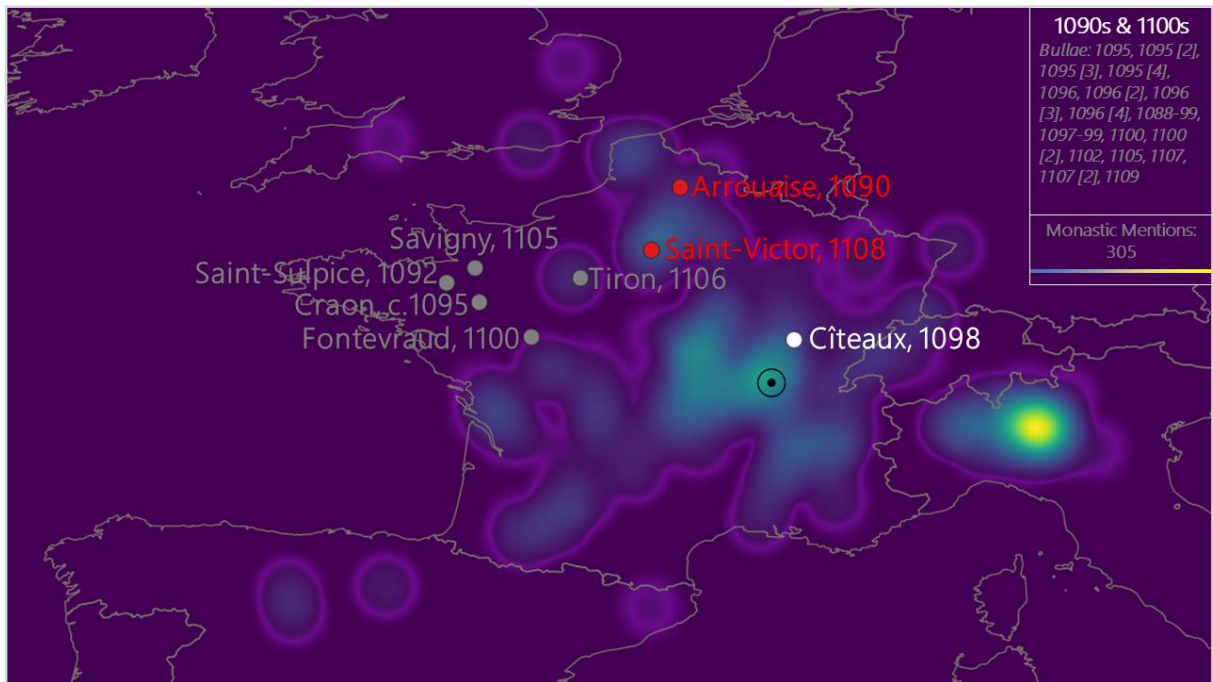 1090s & 1100s
Bullae: 1095, 1095 [2],
1095 [3], 1095 [4],
1096, 1096 [2], 1096
[3], 1096 [4], 1088-99,
1097-99, 1100, 1100
[2], 1102, 1105, 1107,
1107 [2], 1109
Monastic Mentions:
305
Arrouaise, 1090
Savigny, 1105
Saint-Victor, 1108
Saint-Sulpice, 1092
Tiron, 1106
Craon, c.1095
Fontevraud, 1100
Cîteaux, 1098